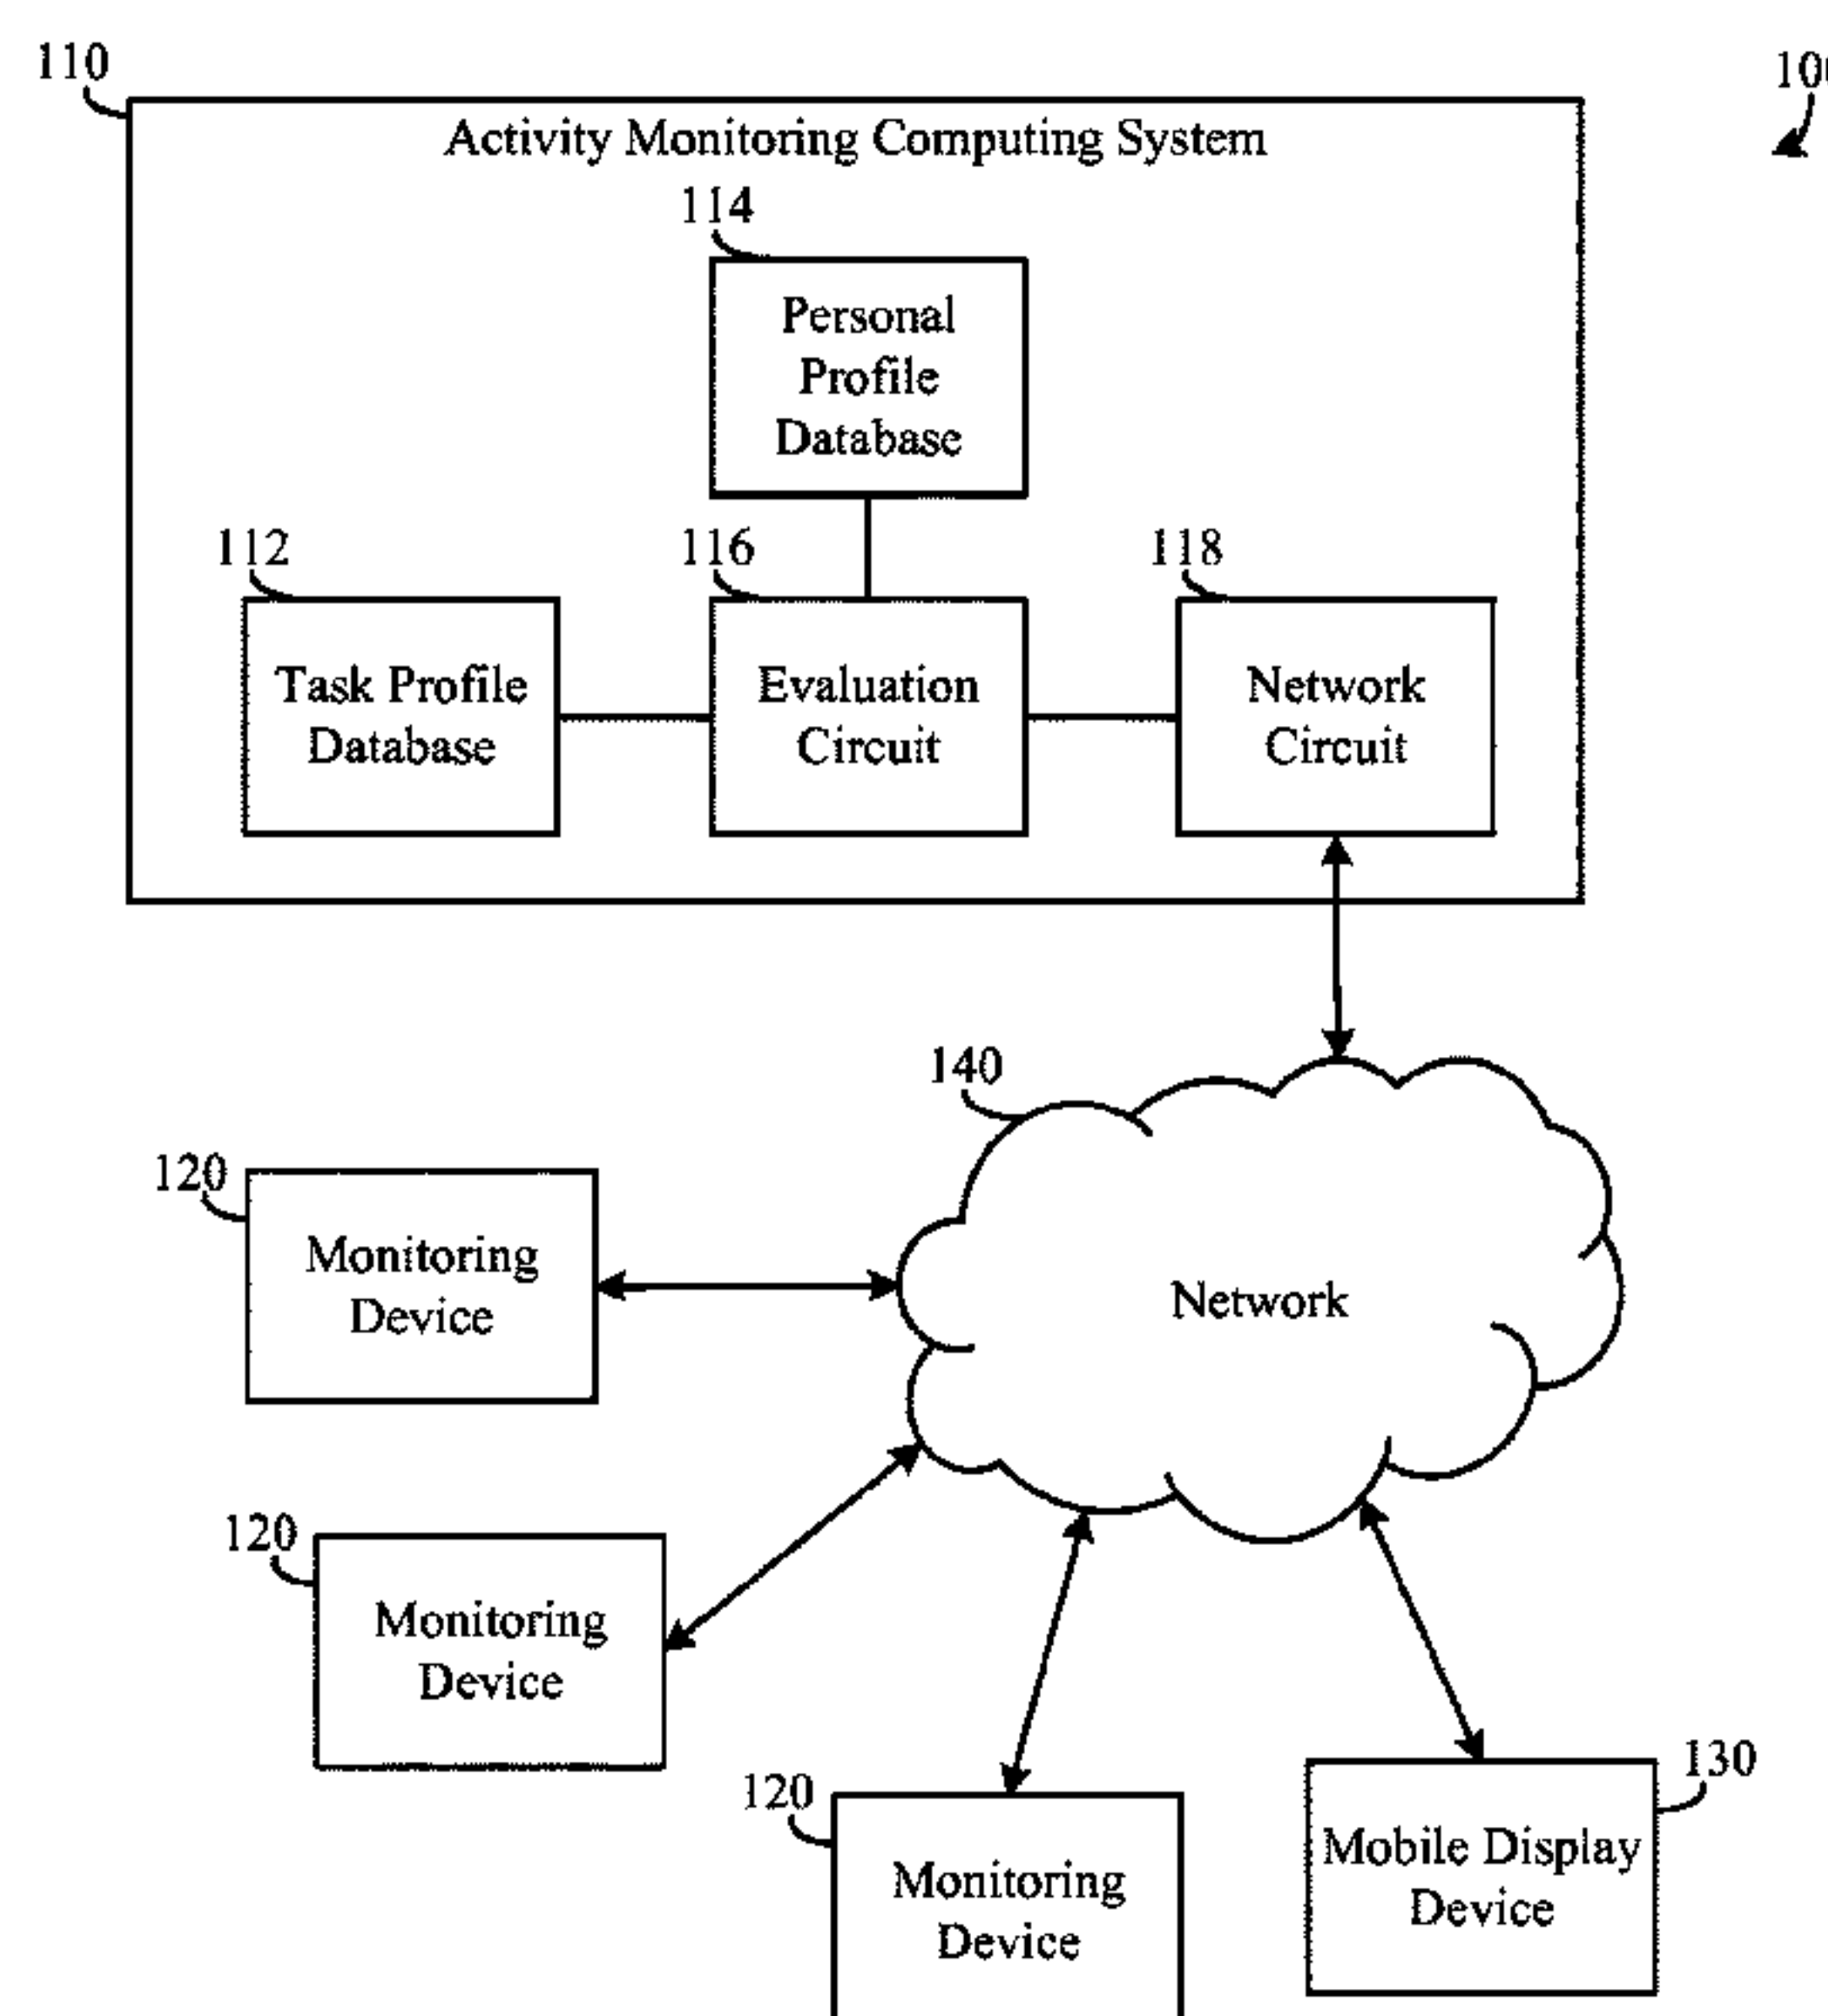 110
100
Activity Monitoring Computing System
114
Personal
Profile
Database
112
116
118
Task Profile
Database
Evaluation
Circuit
Network
Circuit
140
120
Monitoring
Device
Network
120
Monitoring
Device
120
Monitoring
Device
130
Mobile Display
Device